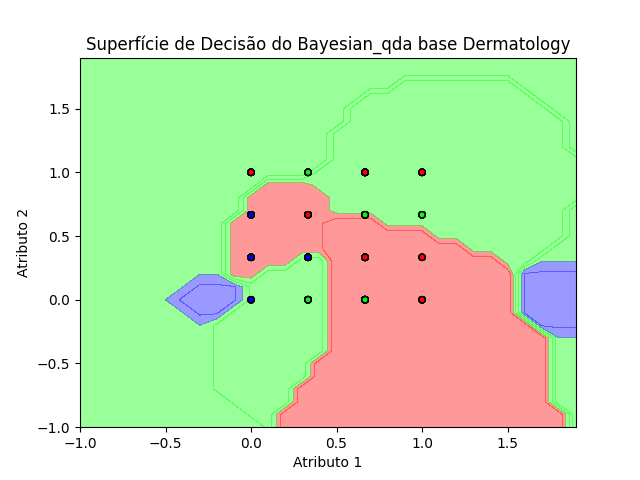 Superfície de Decisão do Bayesian_qda base Dermatology
Atributo 2
1.5
1.0
0.5
0.0
−0.5
−1.0
−1.0 −0.5 0.0 0.5 1.0 1.5
Atributo 1